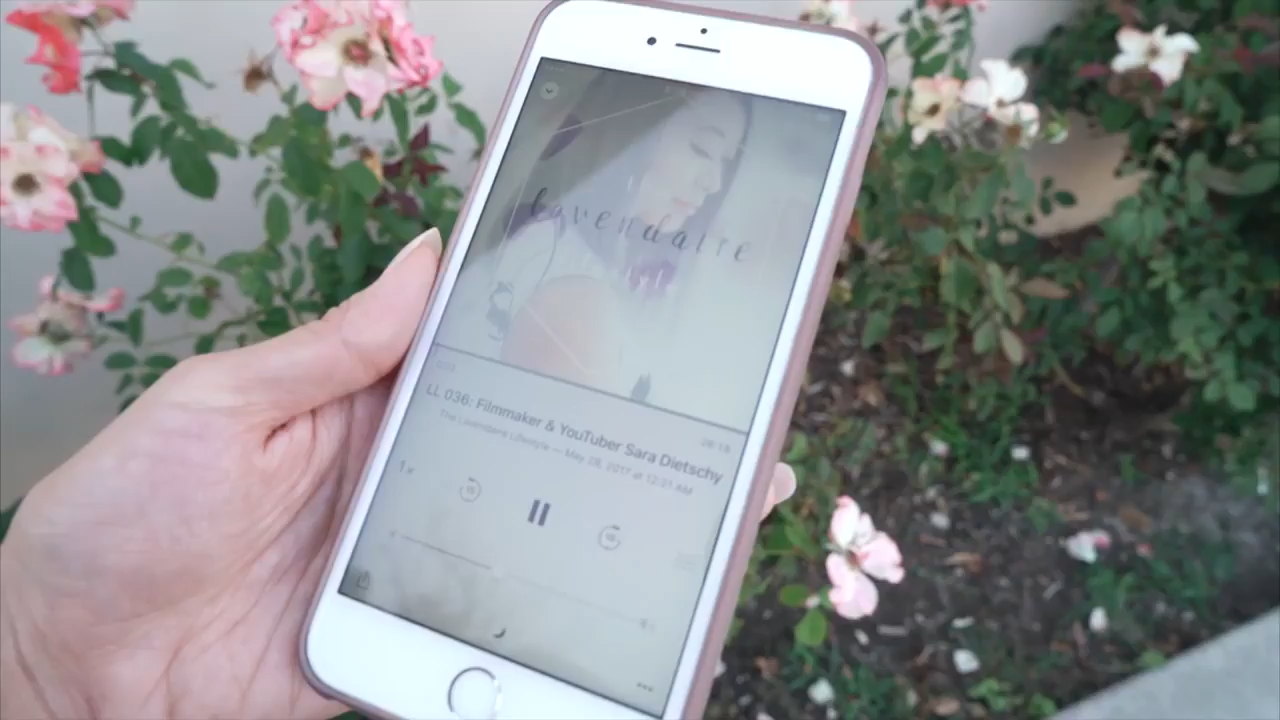 lavendaire
LL 036: Filmmaker & YouTuber Sara Dietschy
The Lavendaire Lifestyle — May 28, 2017 at 12:21 AM
1x
15
15